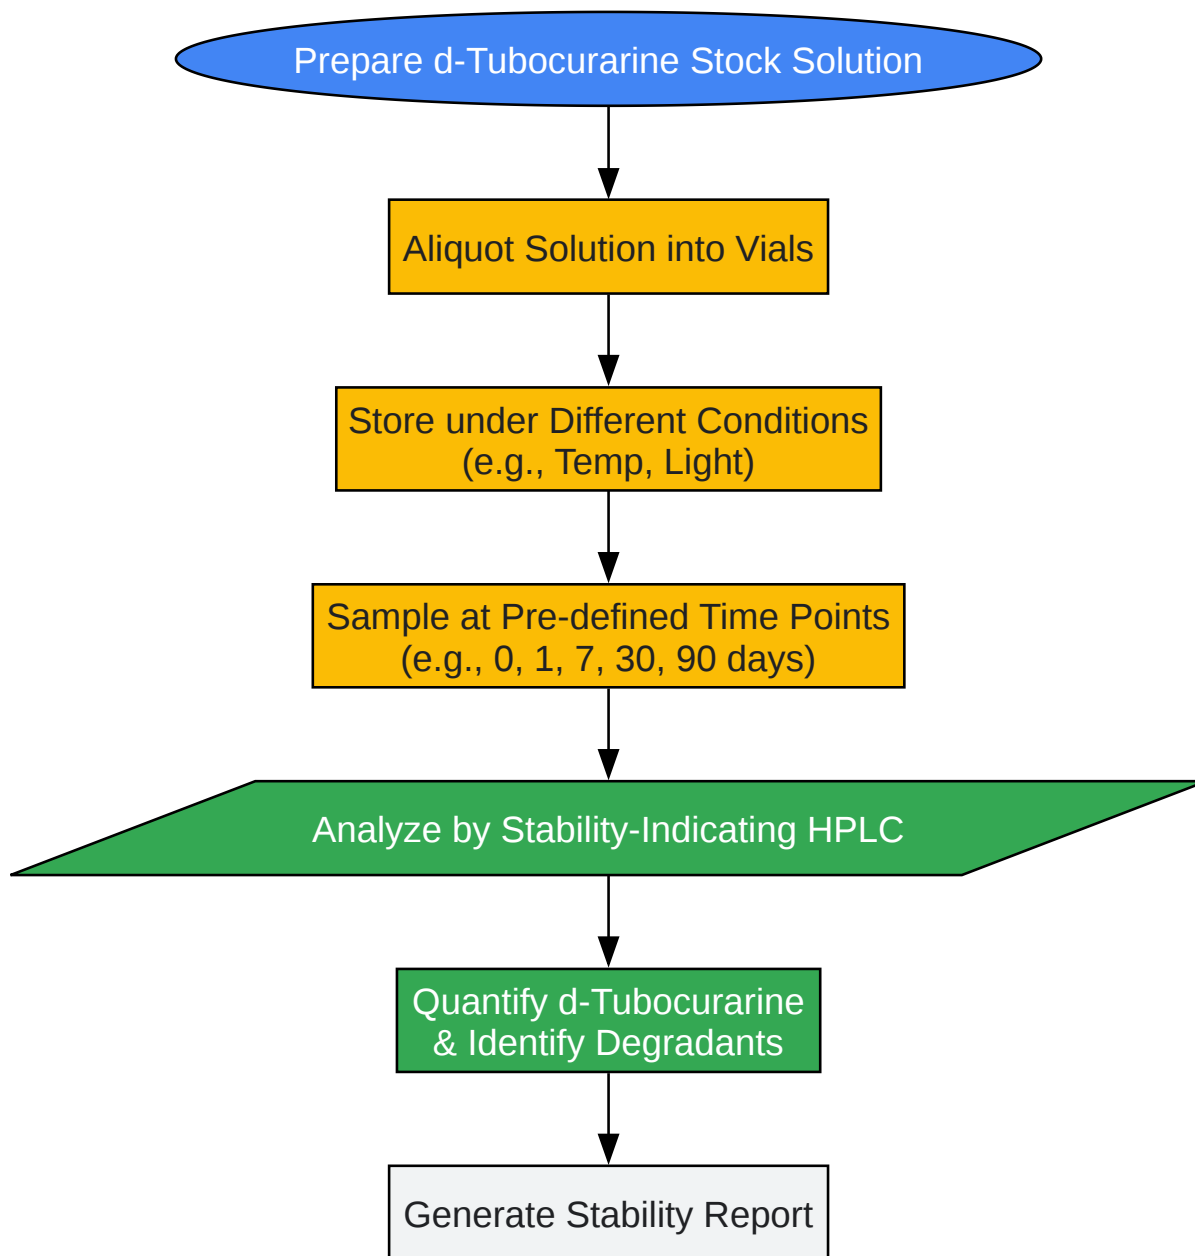 Prepare d-Tubocurarine Stock Solution
Aliquot Solution into Vials
Store under Different Conditions
(e.g., Temp, Light)
Sample at Pre-defined Time Points
(e.g., 0, 1, 7, 30, 90 days)
Analyze by Stability-Indicating HPLC
Quantify d-Tubocurarine
& Identify Degradants
Generate Stability Report